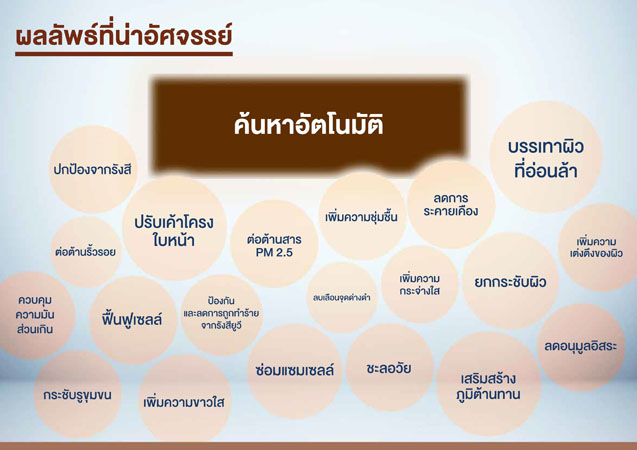 ผลลัพธ์ที่น่าอัศจรรย์
ค้นหาอัตโนมัติ
บรรเทาผิว
ที่อ่อนล้า
ปกป้องจากรังสี
ปรับเค้าโครง
ใบหน้า
ต่อต้านสาร
PM 2.5
เพิ่มความชุ่มชื้น
ลดการ
ระคายเคือง
ต่อต้านริ้วรอย
เพิ่มความ
เต่งตึงของผิว
ควบคุม
ความมัน
ส่วนเกิน
ฟื้นฟูเซลล์
ป้องกัน
และลดการถูกทำร้าย
จากรังสียูวี
ลบเลือนจุดด่างดำ
เพิ่มความ
กระจ่างใส
ยกกระชับผิว
ลดอนุมูลอิสระ
กระชับรูขุมขน
เพิ่มความขาวใส
ซ่อมแซมเซลล์
ชะลอวัย
เสริมสร้าง
ภูมิต้านทาน